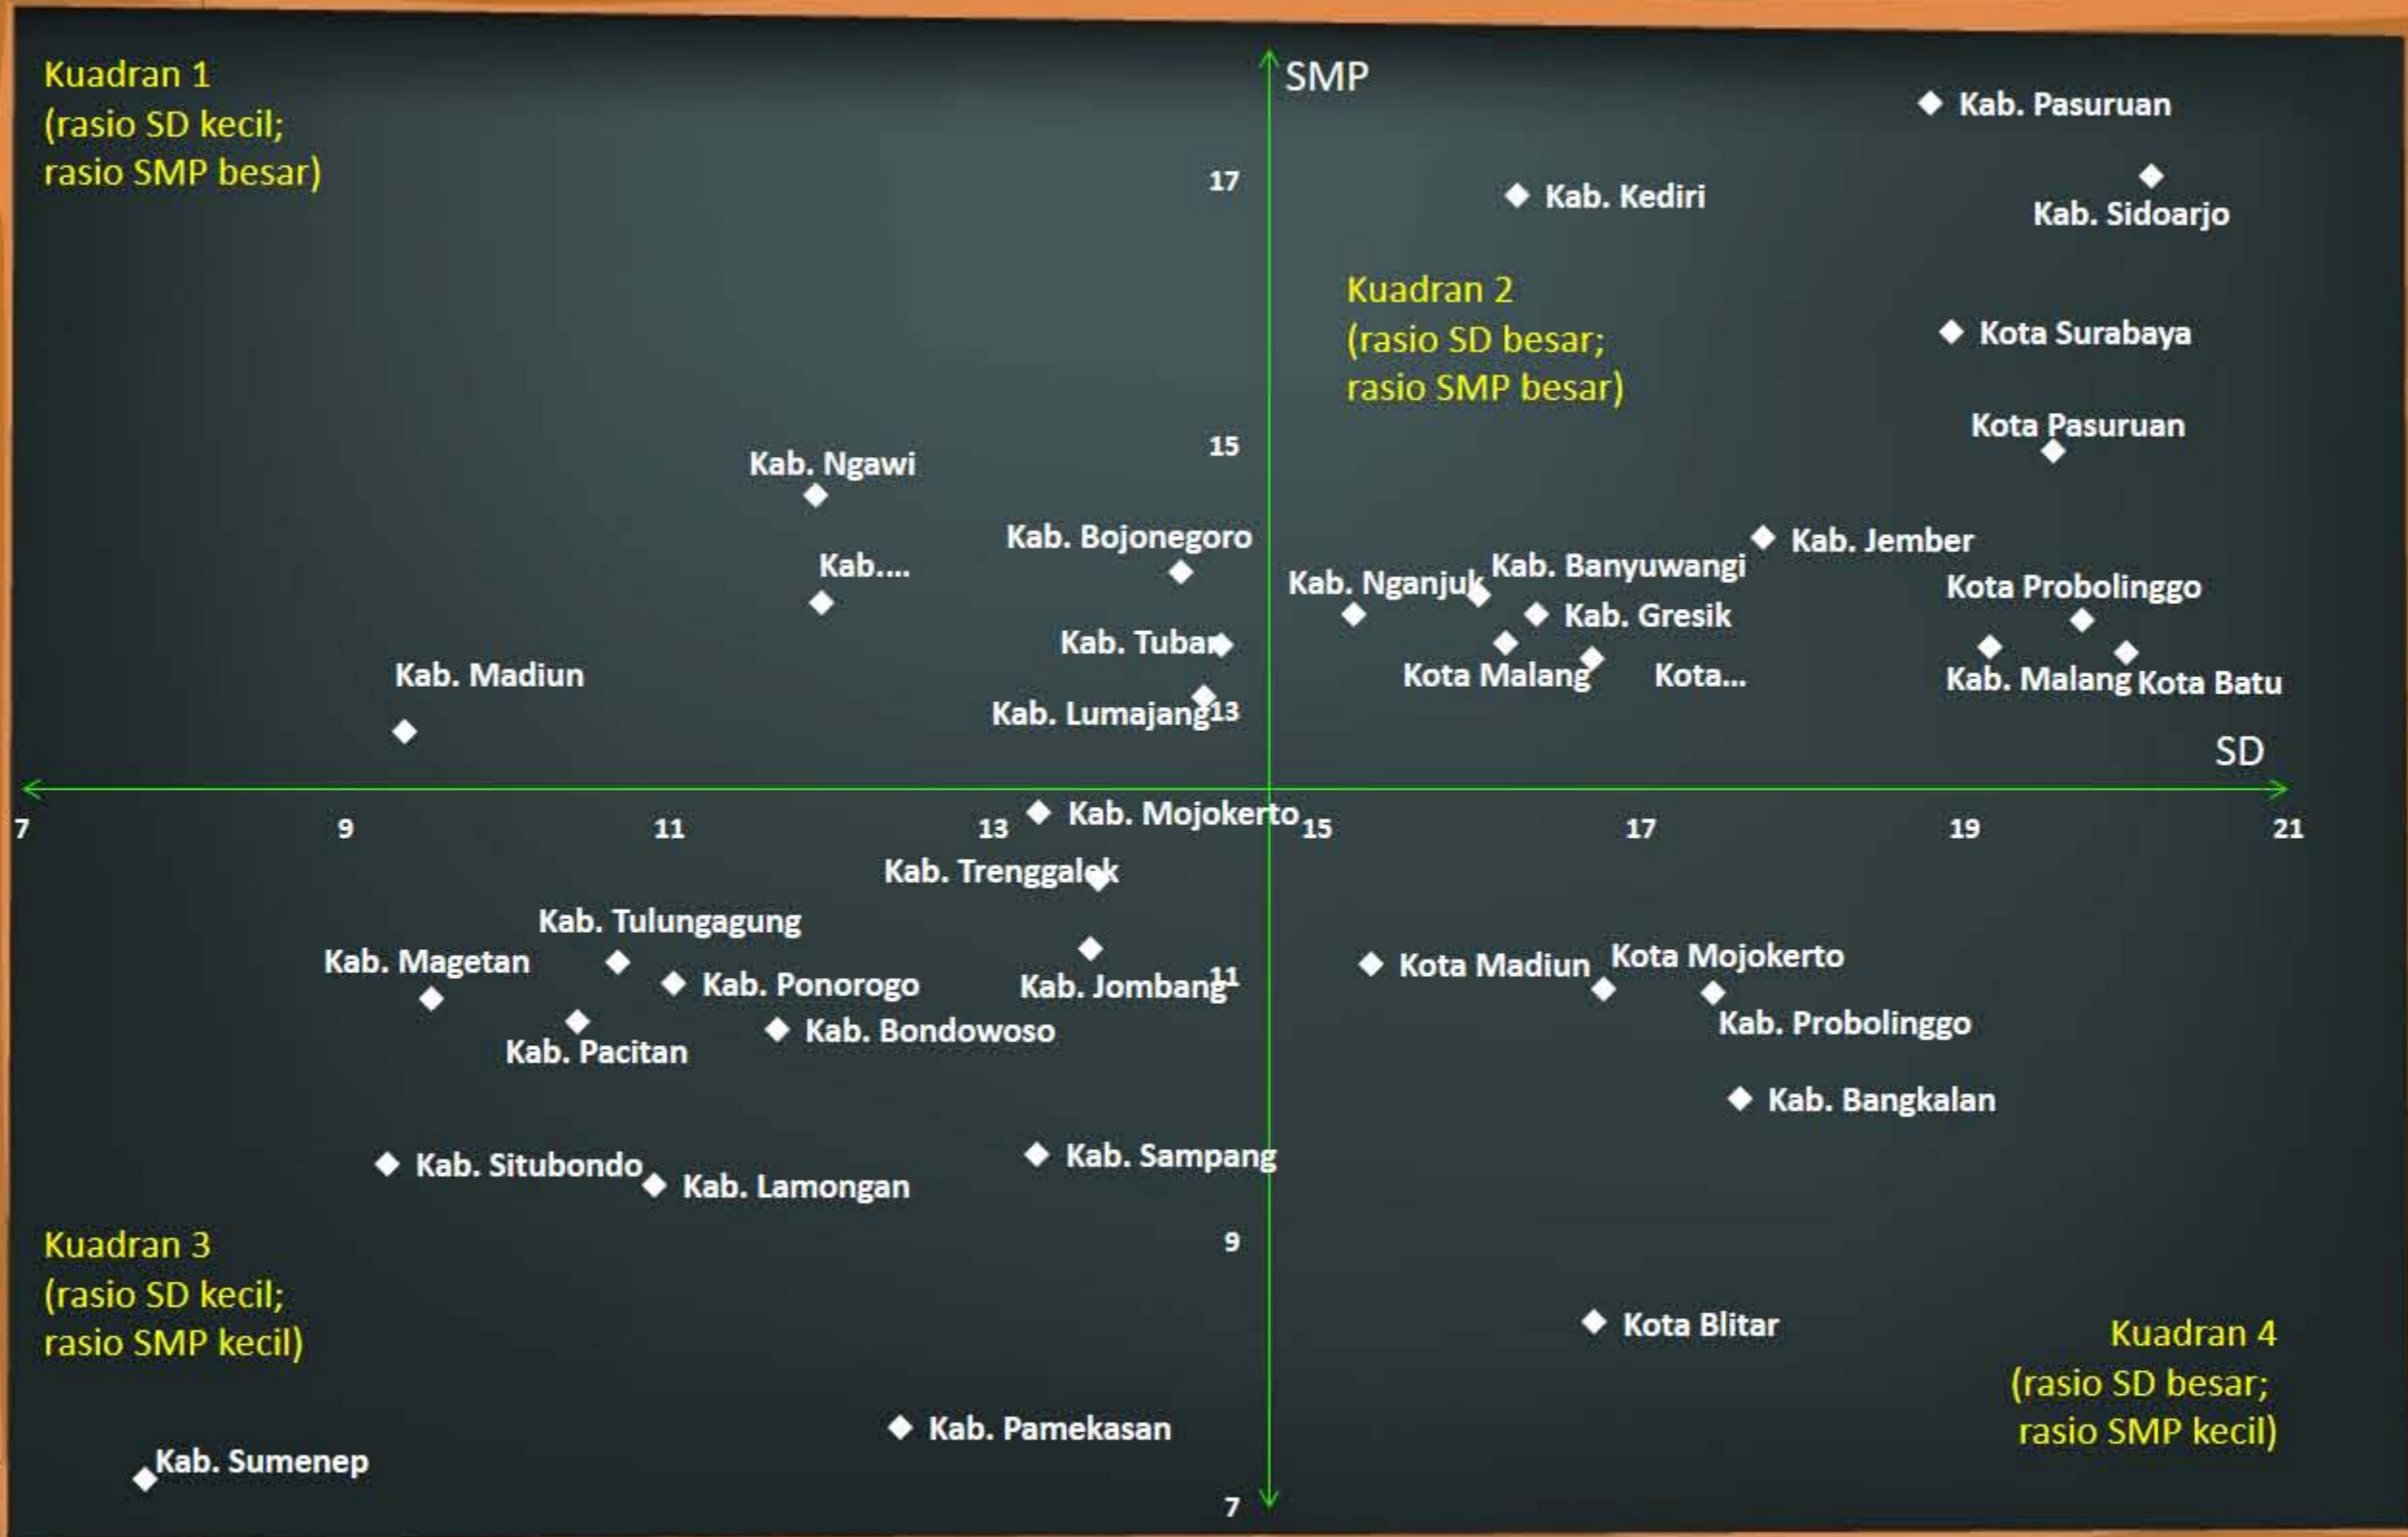 Kuadran 1
(rasio SD kecil;
rasio SMP besar)
SMP
Kab. Pasuruan
17
Kab. Kediri
Kab. Sidoarjo
Kuadran 2
(rasio SD besar;
rasio SMP besar)
Kota Surabaya
Kota Pasuruan
15
Kab. Ngawi
Kab. Bojonegoro
Kab. Jember
Kab....
Kab. Nganjuk
Kab. Banyuwangi
Kota Probolinggo
Kab. Gresik
Kab. Tuban
Kab. Madiun
Kota Malang
Kota...
Kab. Malang
Kota Batu
Kab. Lumajang
13
SD
Kab. Mojokerto
7
9
11
13
15
17
19
21
Kab. Trenggalek
Kab. Tulungagung
Kab. Magetan
Kab. Ponorogo
Kab. Jombang
11
Kota Madiun
Kota Mojokerto
Kab. Probolinggo
Kab. Pacitan
Kab. Bondowoso
Kab. Bangkalan
Kab. Situbondo
Kab. Lamongan
Kab. Sampang
Kuadran 3
(rasio SD kecil;
rasio SMP kecil)
9
Kota Blitar
Kuadran 4
(rasio SD besar;
rasio SMP kecil)
Kab. Pamekasan
Kab. Sumenep
7